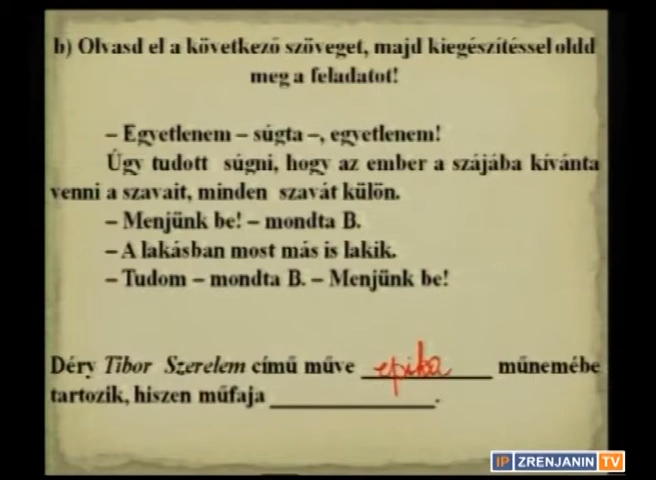 b) Olvasd el a következő szöveget, majd kiegészítéssel oldd
meg a feladatot!
– Egyetlenem – súgta –, egyetlenem!
Úgy tudott súgni, hogy az ember a szájába kívánta
venni a szavait, minden szavát külön.
– Menjünk be! – mondta B.
– A lakásban most más is lakik.
– Tudom – mondta B. – Menjünk be!
Déry Tibor Szerelem című műve epika műnemébe
tartozik, hiszen műfaja ____________.
IP ZRENJANIN TV